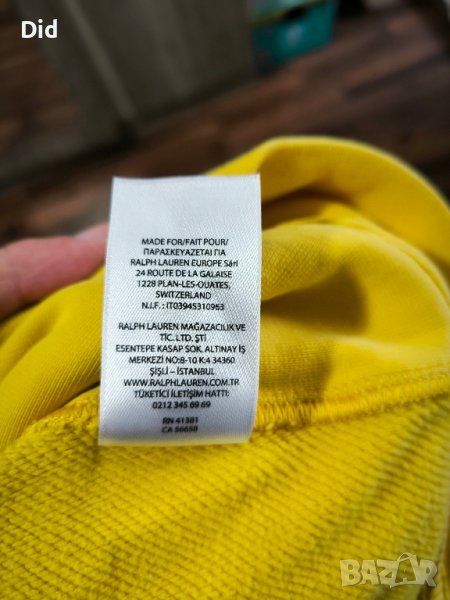 Did
MADE FOR/FAIT POUR/
ΠΑΡΑΣΚΕΥΑΖΕΤΑΙ ΓΙΑ
RALPH LAUREN EUROPE Sàrl
24 ROUTE DE LA GALAISE
1228 PLAN-LES-OUATES,
SWITZERLAND
N.I.F. : IT03945310963
RALPH LAUREN MAĞAZACILIK VE
TİC. LTD. ŞTİ
ESENTEPE KASAP SOK. ALTINAY İŞ
MERKEZİ NO:8-10 K:4 34360
ŞİŞLİ – İSTANBUL
WWW.RALPHLAUREN.COM.TR
TÜKETİCİ İLETİŞİM HATTI:
0212 345 69 69
RN 41381
CA 56658
BAZAR.BG